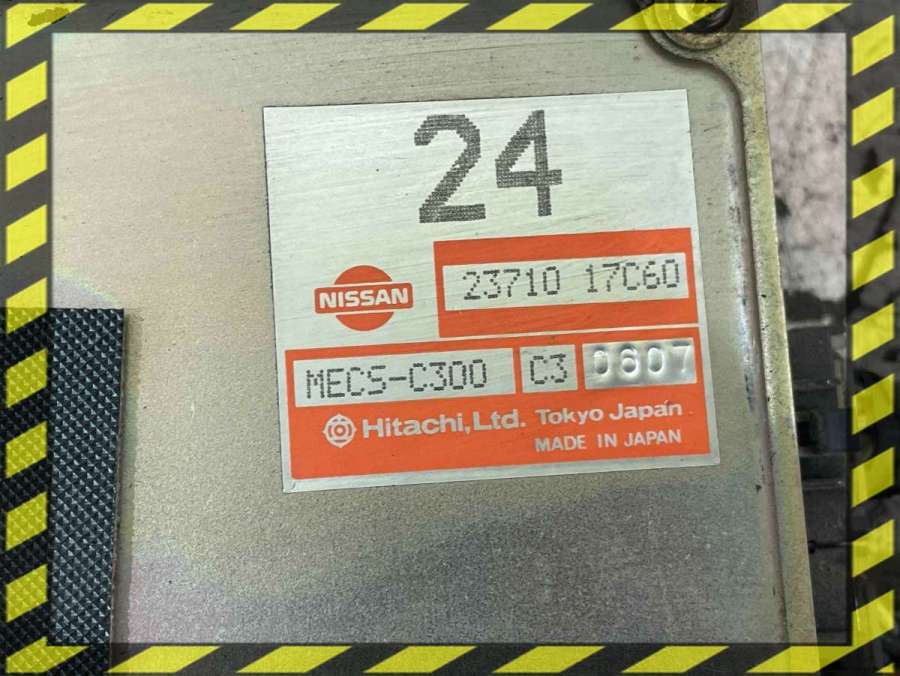 24
NISSAN
23710 17C60
MECS-C300 C3 0607
Hitachi, Ltd. Tokyo Japan
MADE IN JAPAN